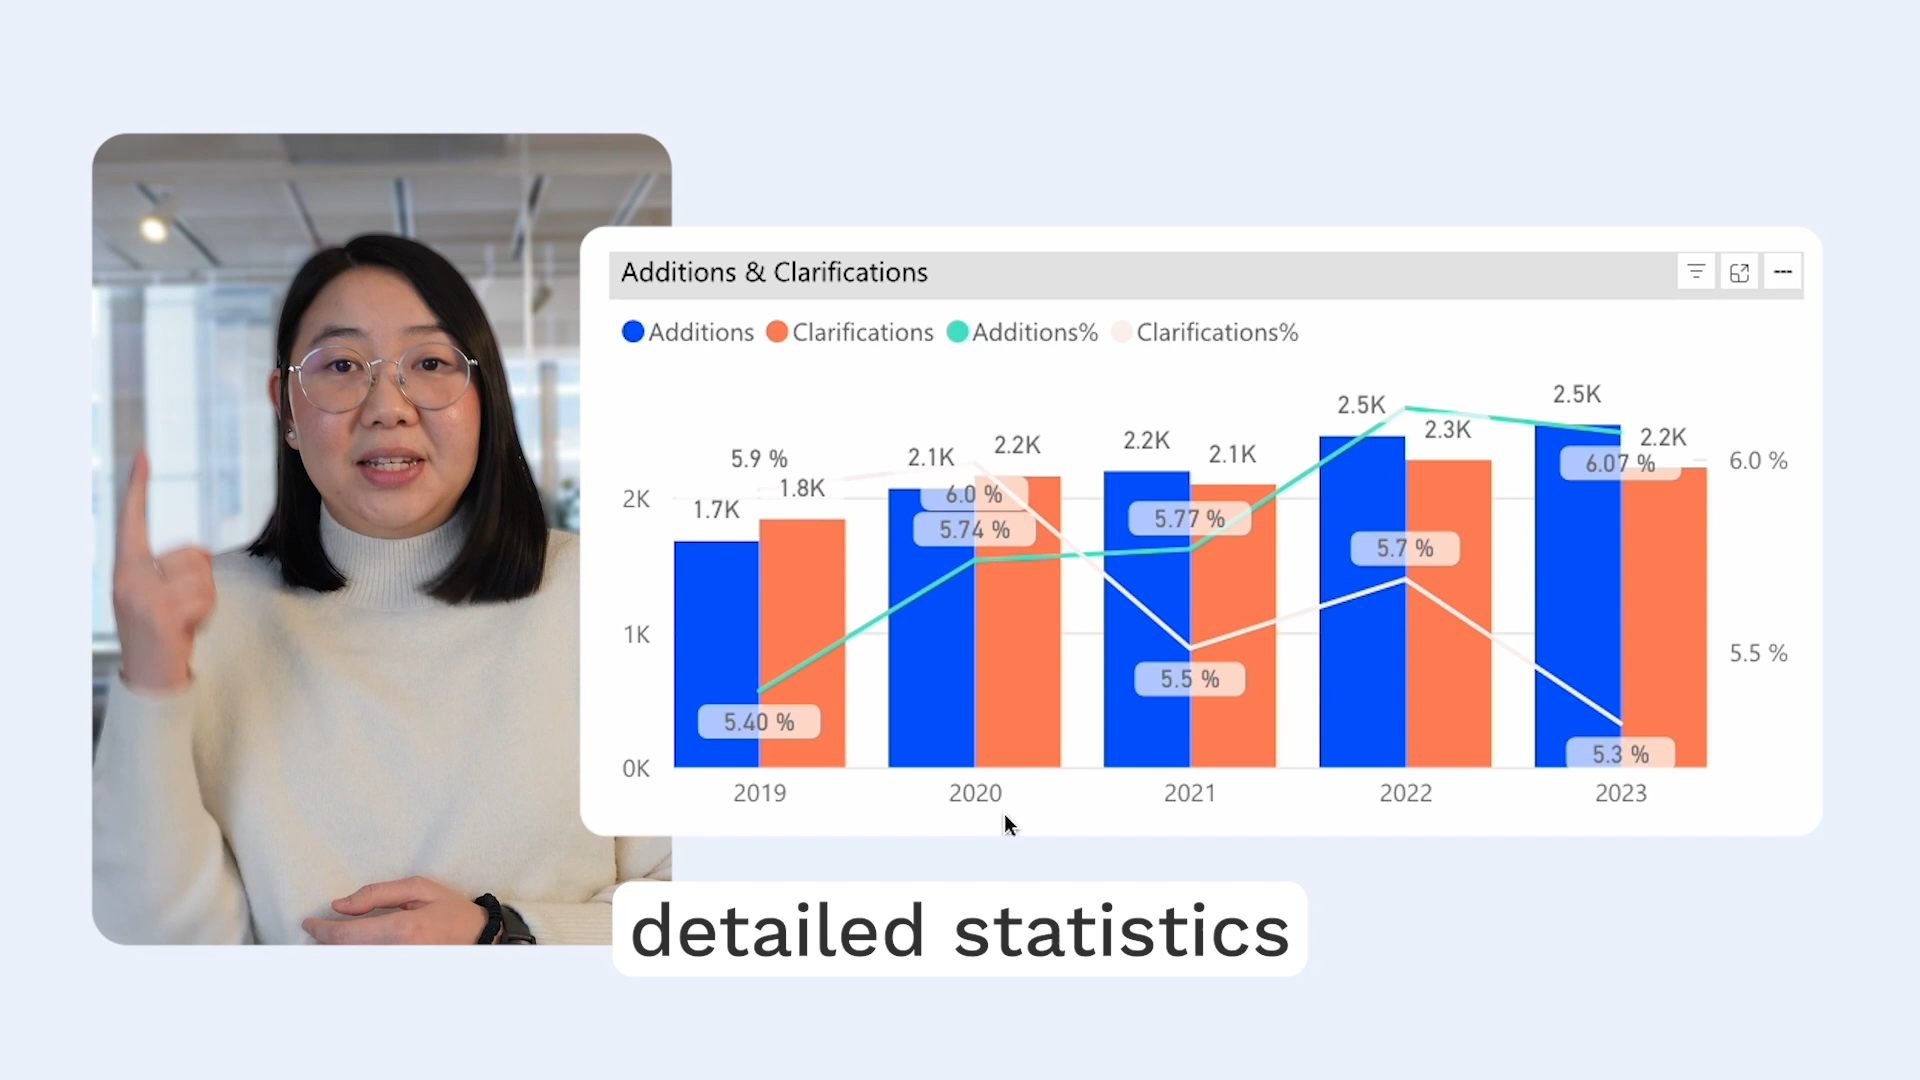 Additions & Clarifications
Additions Clarifications Additions% Clarifications%
2.5K 2.5K
2.3K 2.2K
5.9 % 2.1K 2.2K 2.2K 2.1K
6.07 % 6.0 %
1.7K 1.8K
2K 6.0 %
5.74 % 5.77 % 5.7 %
1K
5.5 % 5.5 %
5.40 %
5.3 %
0K
2019 2020 2021 2022 2023
detailed statistics